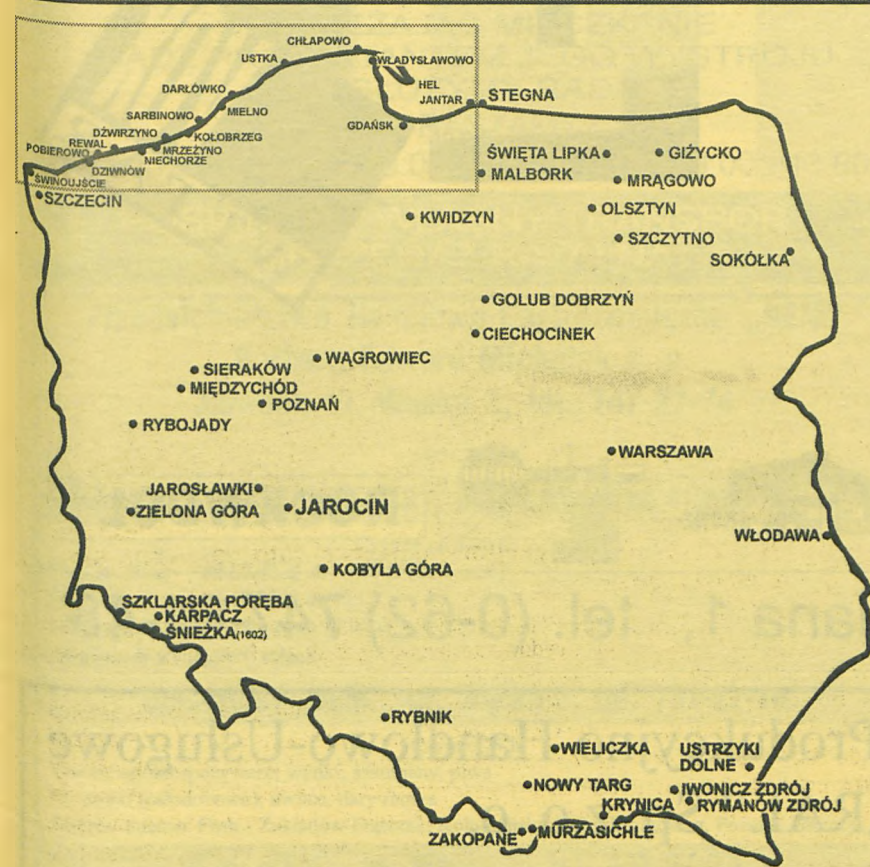 CHŁAPOWO
USTKA
WŁADYSŁAWOWO
HEL
DARŁÓWKO
JANTAR
STEGNA
MIELNO
SARBINOWO
GDAŃSK
DŹWIRZYNO
KOŁOBRZEG
REWAL
POBIEROWO
MRZEŻYNO
NIECHORZE
DZIWNÓW
ŚWINOUJŚCIE
SZCZECIN
ŚWIĘTA LIPKA
GIŻYCKO
MALBORK
MRĄGOWO
KWIDZYN
OLSZTYN
SZCZYTNO
SOKÓŁKA
GOLUB DOBRZYŃ
CIECHOCINEK
WĄGROWIEC
SIERAKÓW
MIĘDZYCHÓD
POZNAŃ
RYBOJADY
WARSZAWA
JAROSŁAWKI
ZIELONA GÓRA
JAROCIN
WŁODAWA
KOBYLA GÓRA
SZKLARSKA PORĘBA
KARPACZ
ŚNIEŻKA (1602)
RYBNIK
WIELICZKA
USTRZYKI
DOLNE
NOWY TARG
IWONICZ ZDRÓJ
KRYNICA
RYMANÓW ZDRÓJ
ZAKOPANE
MURZASICHLE